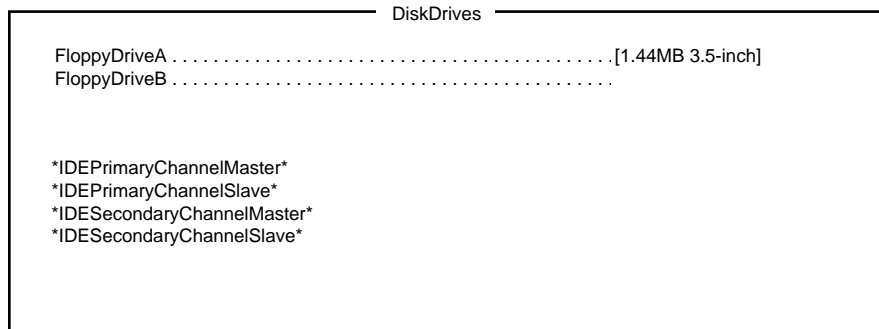 DiskDrives
FloppyDriveA . . . . . . . . . . . . . . . . . . . . . . . . . . . . . . . . . . . . . . . . . . . [1.44MB 3.5-inch]
FloppyDriveB . . . . . . . . . . . . . . . . . . . . . . . . . . . . . . . . . . . . . . . . . . .
*IDEPrimaryChannelMaster*
*IDEPrimaryChannelSlave*
*IDESecondaryChannelMaster*
*IDESecondaryChannelSlave*